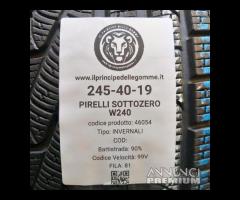 www.ilprincipedellegomme.it
245-40-19
PIRELLI SOTTOZERO
W240
codice prodotto: 46054
Tipo: INVERNALI
COD:
Battistrada: 90%
Codice Velocità: 99V
FILA: 81
ANNUNCI
PREMIUM